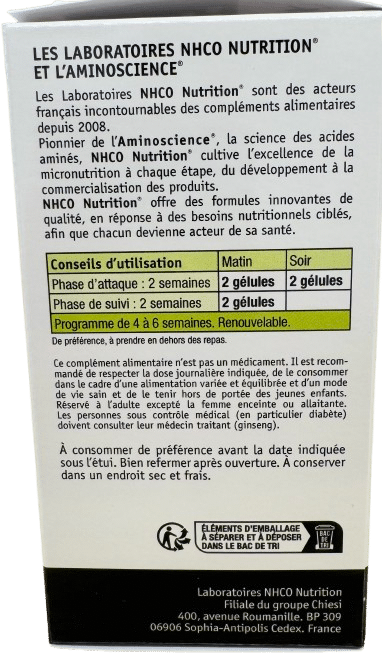 LES LABORATOIRES NHCO NUTRITION®
ET L'AMINOSCIENCE®
Les Laboratoires NHCO Nutrition® sont des acteurs
français incontournables des compléments alimentaires
depuis 2008.
Pionnier de l'Aminoscience®, la science des acides
aminés, NHCO Nutrition® cultive l'excellence de la
micronutrition à chaque étape, du développement à la
commercialisation des produits.
NHCO Nutrition® offre des formules innovantes de
qualité, en réponse à des besoins nutritionnels ciblés,
afin que chacun devienne acteur de sa santé.
Conseils d'utilisation Matin Soir
Phase d'attaque : 2 semaines 2 gélules 2 gélules
Phase de suivi : 2 semaines 2 gélules
Programme de 4 à 6 semaines. Renouvelable.
De préférence, à prendre en dehors des repas.
Ce complément alimentaire n'est pas un médicament. Il est recom-
mandé de respecter la dose journalière indiquée, de le consommer
dans le cadre d'une alimentation variée et équilibrée et d'un mode
de vie sain et de le tenir hors de portée des jeunes enfants.
Réservé à l'adulte excepté la femme enceinte ou allaitante.
Les personnes sous contrôle médical (en particulier diabète)
doivent consulter leur médecin traitant (ginseng).
À consommer de préférence avant la date indiquée
sous l'étui. Bien refermer après ouverture. À conserver
dans un endroit sec et frais.
ÉLÉMENTS D'EMBALLAGE
À SÉPARER ET À DÉPOSER
DANS LE BAC DE TRI
BAC
DE
TRI
Laboratoires NHCO Nutrition
Filiale du groupe Chiesi
400, avenue Roumanille. BP 309
06906 Sophia-Antipolis Cedex. France